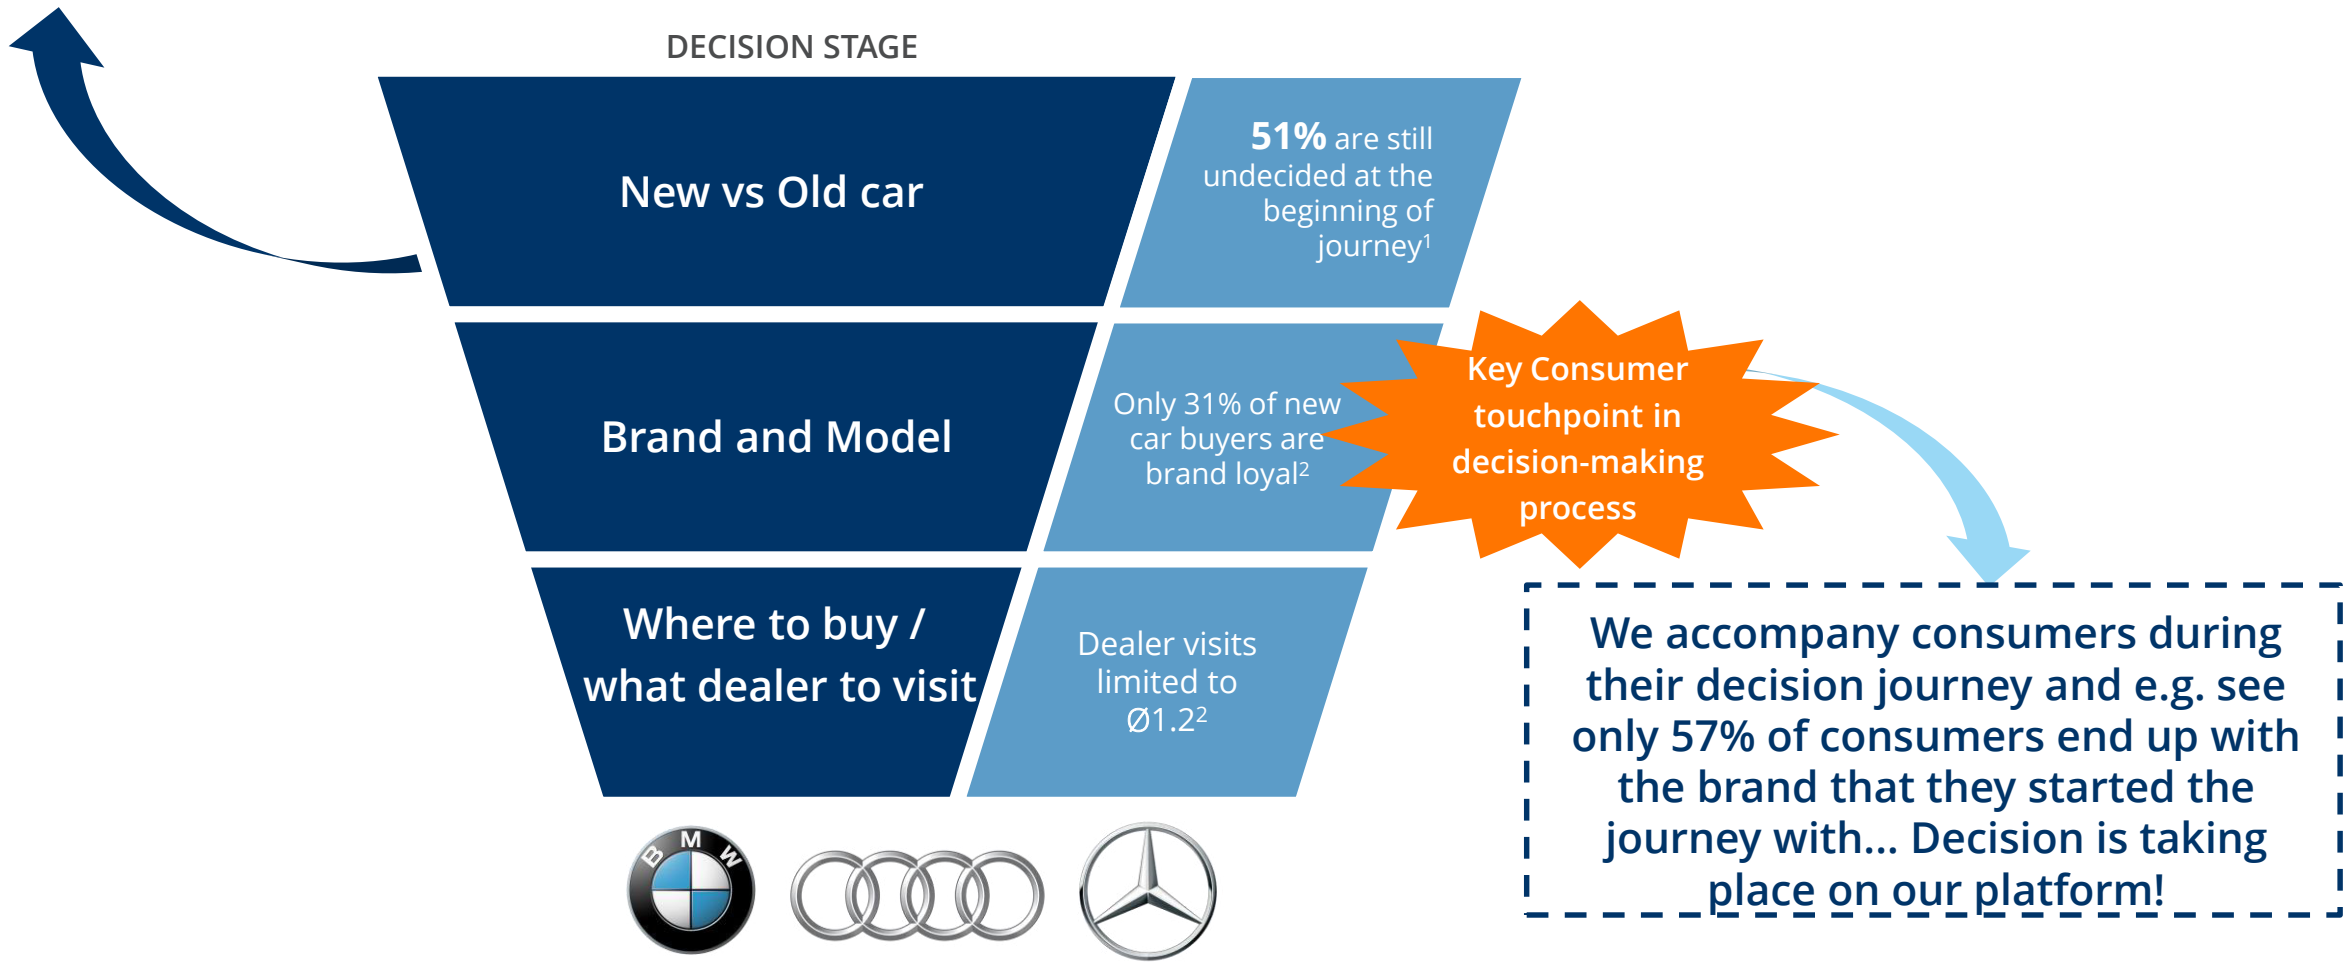 DECISION STAGE
New vs Old car
51% are still
undecided at the
beginning of
journey¹
Brand and Model
Only 31% of new
car buyers are
brand loyal²
Key Consumer
touchpoint in
decision-making
process
Where to buy /
what dealer to visit
Dealer visits
limited to
Ø1.2²
We accompany consumers during
their decision journey and e.g. see
only 57% of consumers end up with
the brand that they started the
journey with... Decision is taking
place on our platform!
BMW